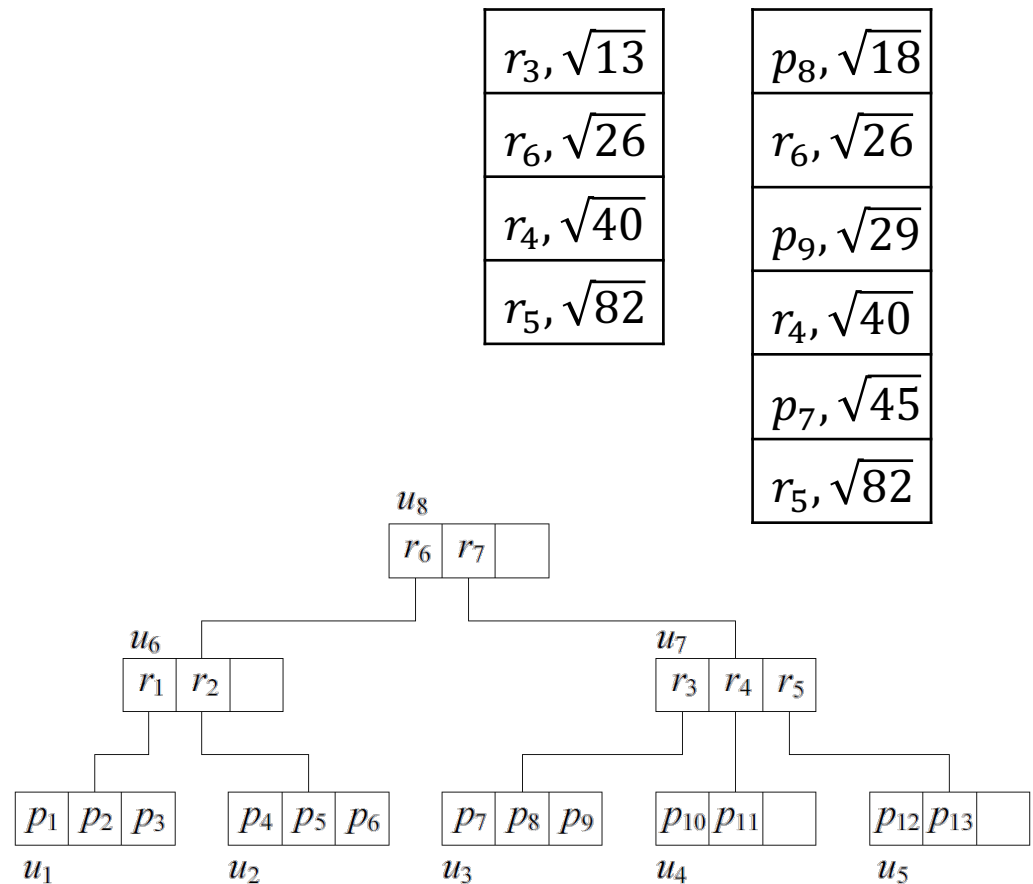 r₃, √13
r₆, √26
r₄, √40
r₅, √82
p₈, √18
r₆, √26
p₉, √29
r₄, √40
p₇, √45
r₅, √82
u₈
r₆ r₇
u₆ u₇
r₁ r₂ r₃ r₄ r₅
p₁ p₂ p₃ p₄ p₅ p₆ p₇ p₈ p₉ p₁₀ p₁₁ p₁₂ p₁₃
u₁ u₂ u₃ u₄ u₅